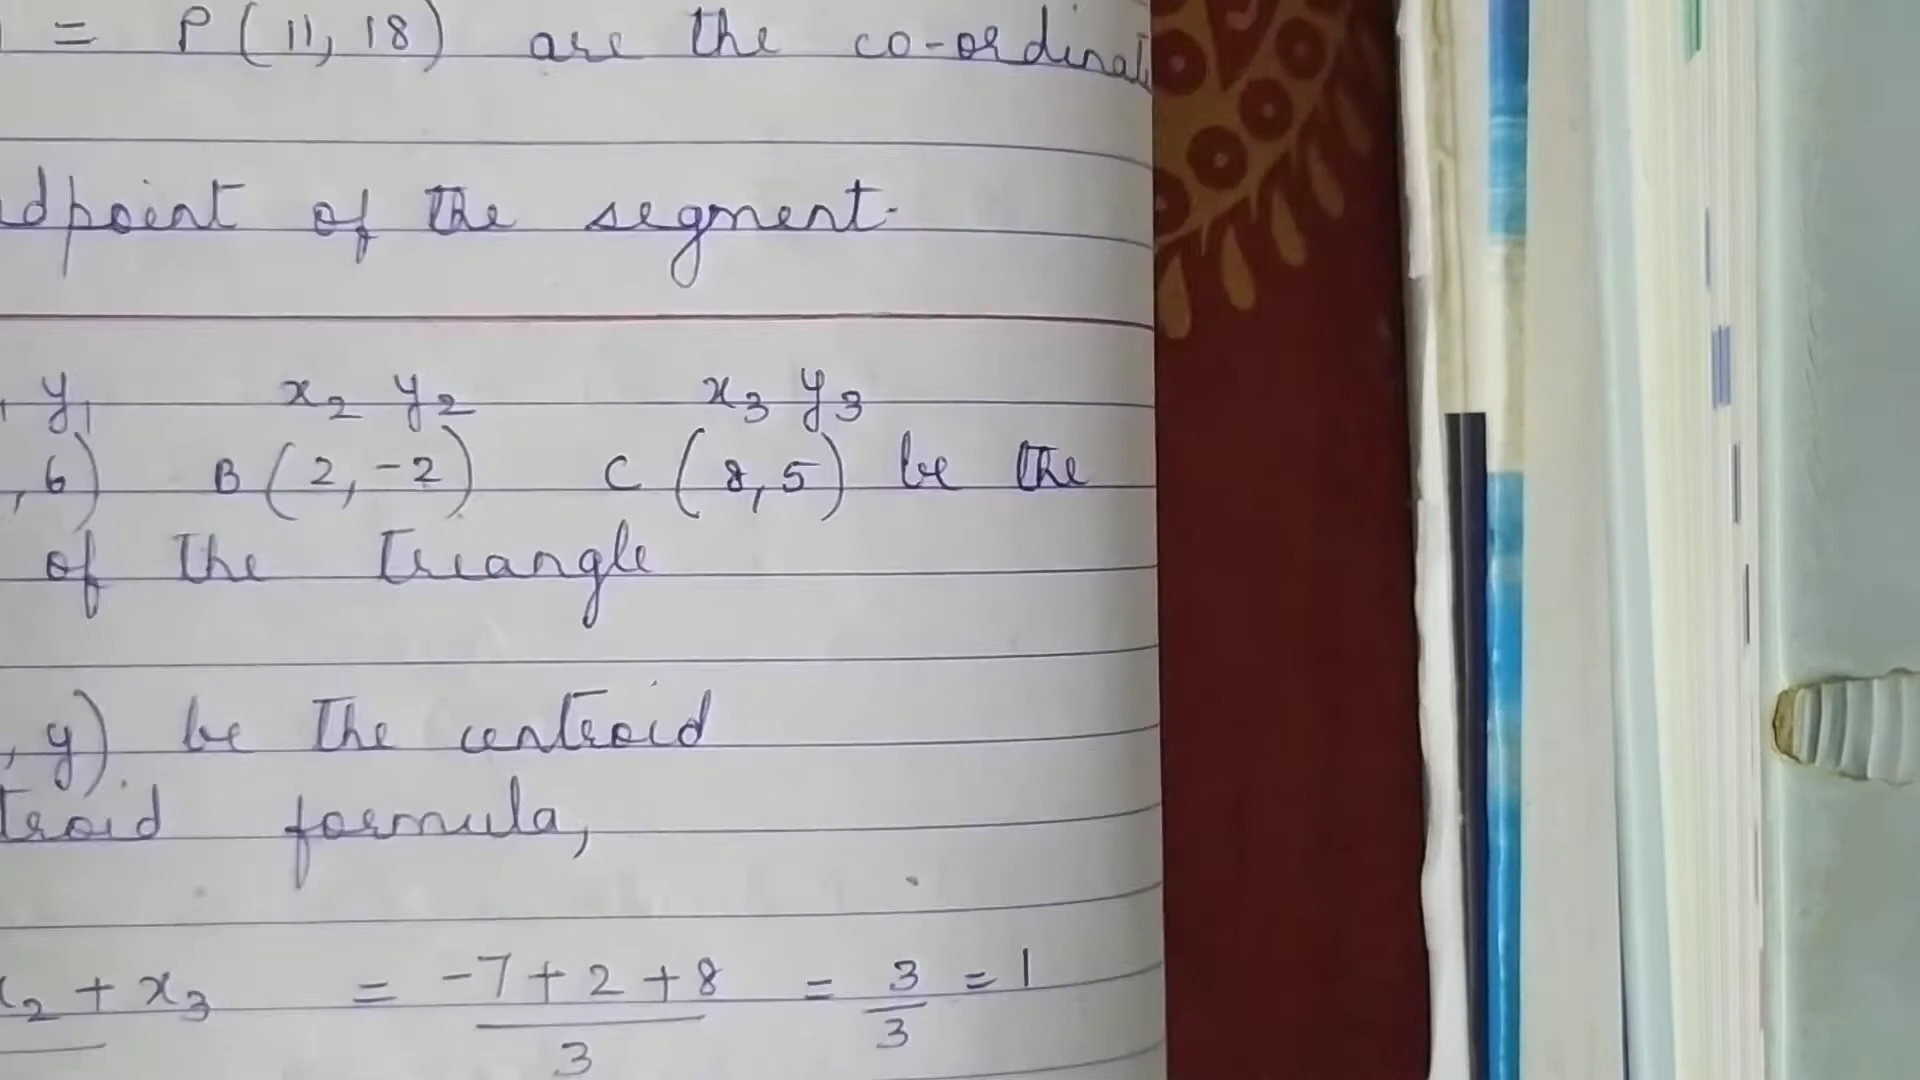 = P(11, 18) are the co-ordinat
dpoint of the segment.
y₁ x₂ y₂ x₃ y₃
, 6) B(2, -2) C(8, 5) be the
of the triangle
, y) be the centroid
troid formula,
x₂ + x₃ = -7+2+8 = 3 = 1
3 3